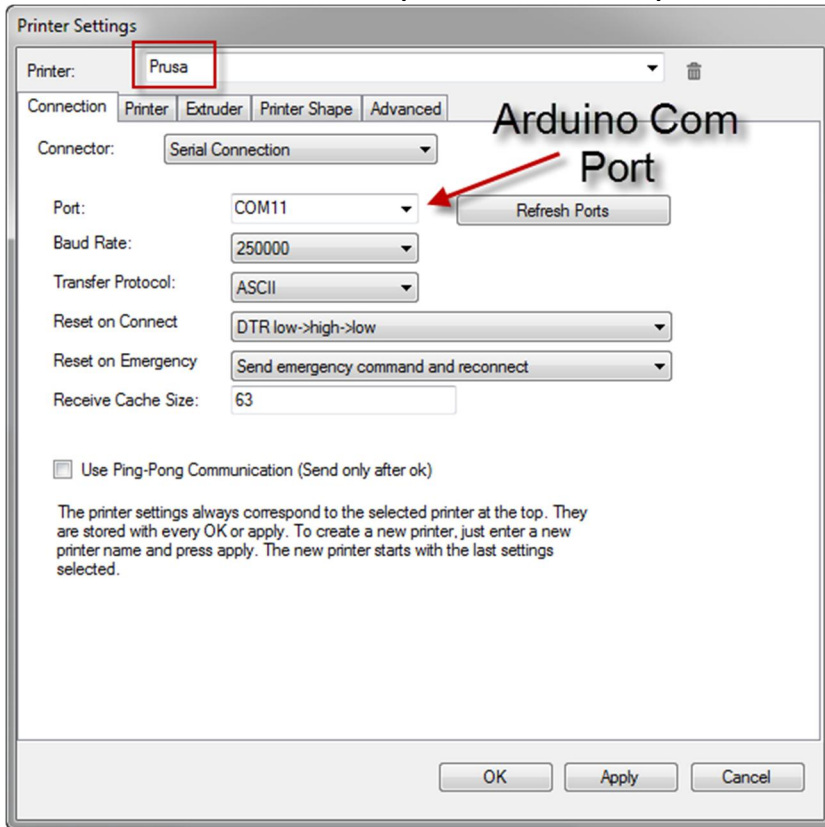 Printer Settings
Printer: Prusa
Connection Printer Extruder Printer Shape Advanced
Arduino Com
Port
Connector: Serial Connection
Port: COM11 Refresh Ports
Baud Rate: 250000
Transfer Protocol: ASCII
Reset on Connect DTR low->high->low
Reset on Emergency Send emergency command and reconnect
Receive Cache Size: 63
Use Ping-Pong Communication (Send only after ok)
The printer settings always correspond to the selected printer at the top. They
are stored with every OK or apply. To create a new printer, just enter a new
printer name and press apply. The new printer starts with the last settings
selected.
OK Apply Cancel